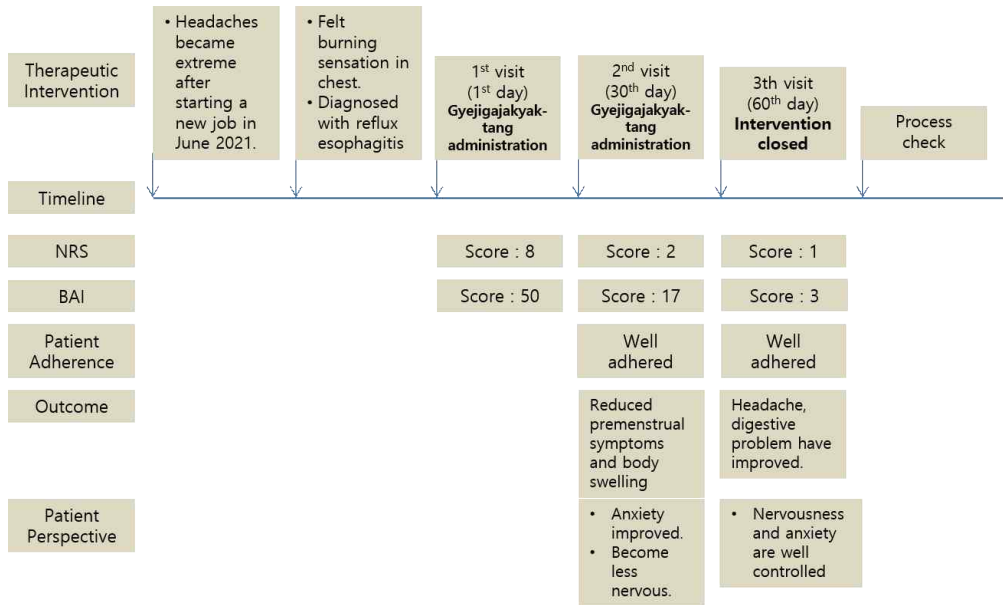 Therapeutic
Intervention
• Headaches
became
extreme
after
starting a
new job in
June 2021.
• Felt
burning
sensation in
chest.
• Diagnosed
with reflux
esophagitis
1st visit
(1st day)
Gyejigajakyak-
tang
administration
2nd visit
(30th day)
Gyejigajakyak-
tang
administration
3th visit
(60th day)
Intervention
closed
Process
check
Timeline
NRS
Score : 8
Score : 2
Score : 1
BAI
Score : 50
Score : 17
Score : 3
Patient
Adherence
Well
adhered
Well
adhered
Outcome
Reduced
premenstrual
symptoms
and body
swelling
Headache,
digestive
problem have
improved.
Patient
Perspective
• Anxiety
improved.
• Become
less
nervous.
• Nervousness
and anxiety
are well
controlled